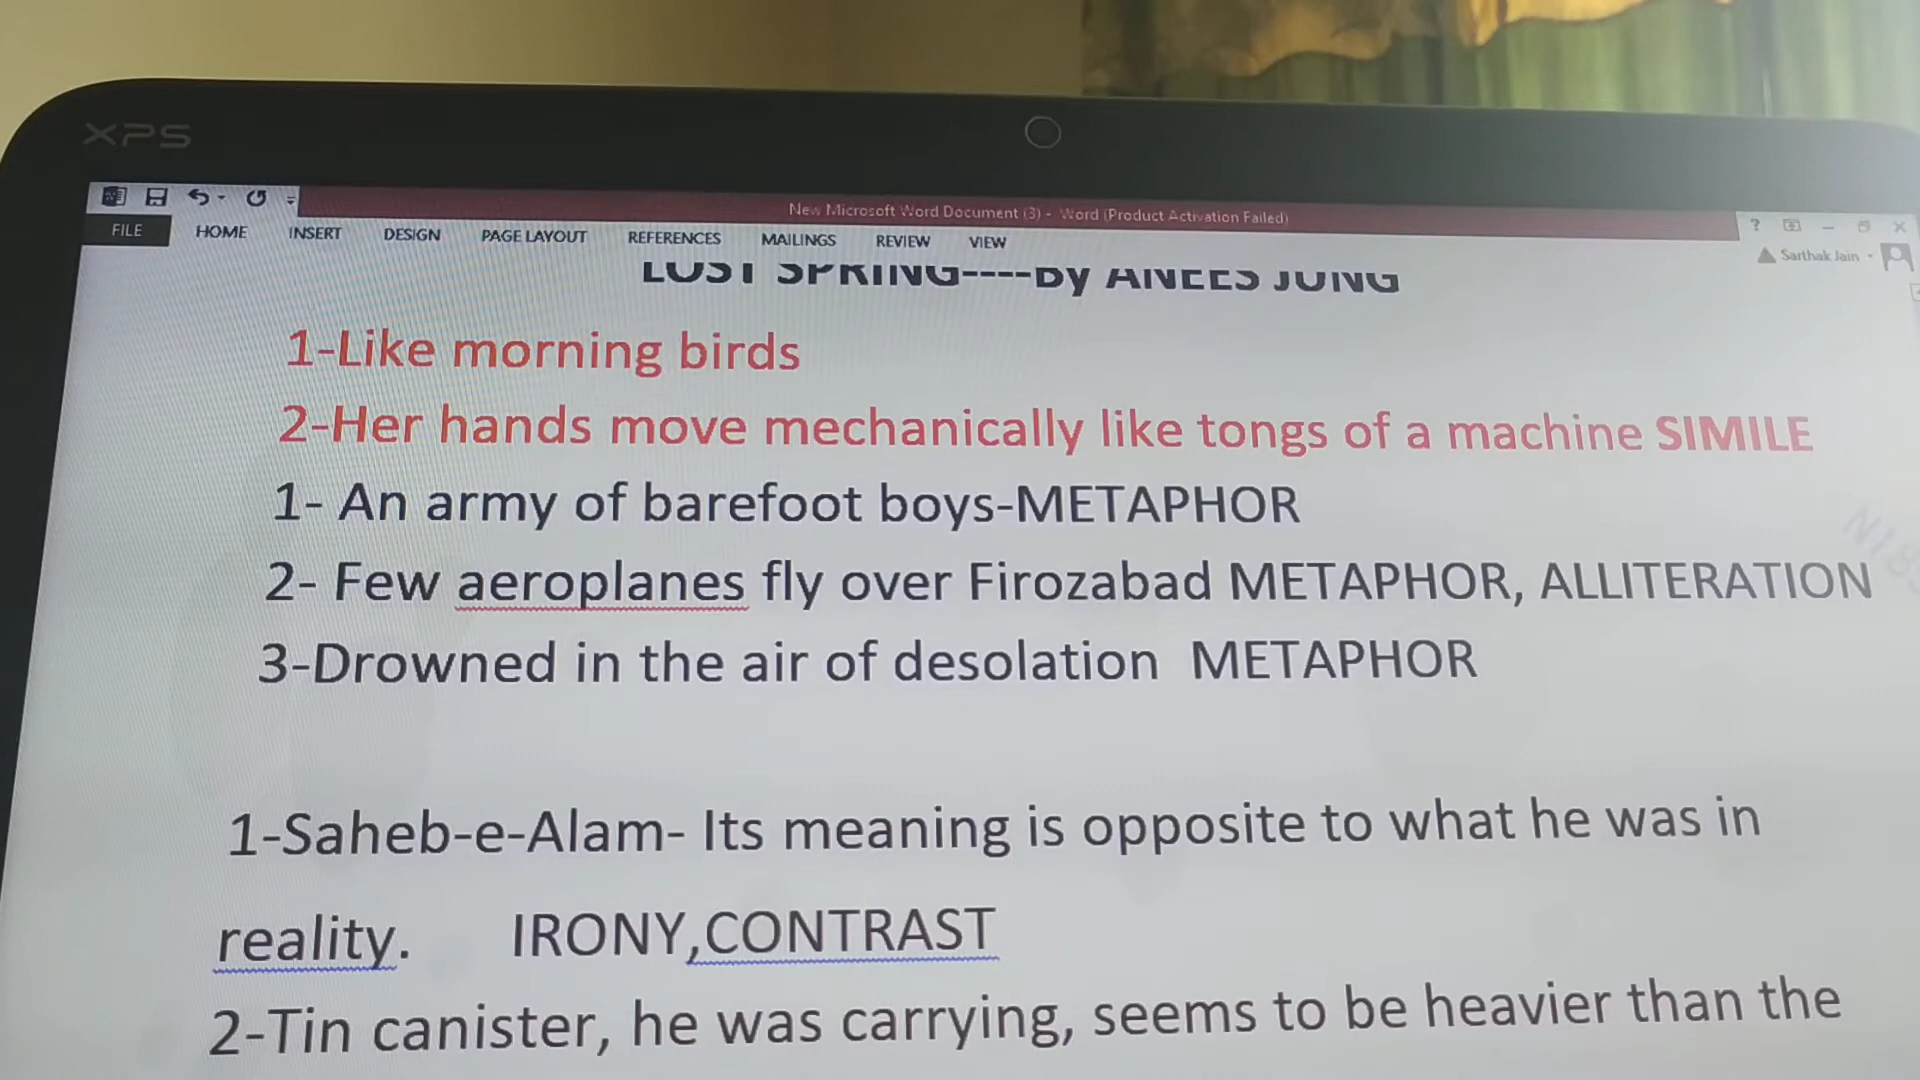 XPS
New Microsoft Word Document (3) - Word (Product Activation Failed)
?
FILE HOME INSERT DESIGN PAGE LAYOUT REFERENCES MAILINGS REVIEW VIEW
Sarthak Jain
LOST SPRING----By ANEES JUNG
1-Like morning birds
2-Her hands move mechanically like tongs of a machine SIMILE
1- An army of barefoot boys-METAPHOR
2- Few aeroplanes fly over Firozabad METAPHOR, ALLITERATION
3-Drowned in the air of desolation METAPHOR
1-Saheb-e-Alam- Its meaning is opposite to what he was in
reality. IRONY,CONTRAST
2-Tin canister, he was carrying, seems to be heavier than the